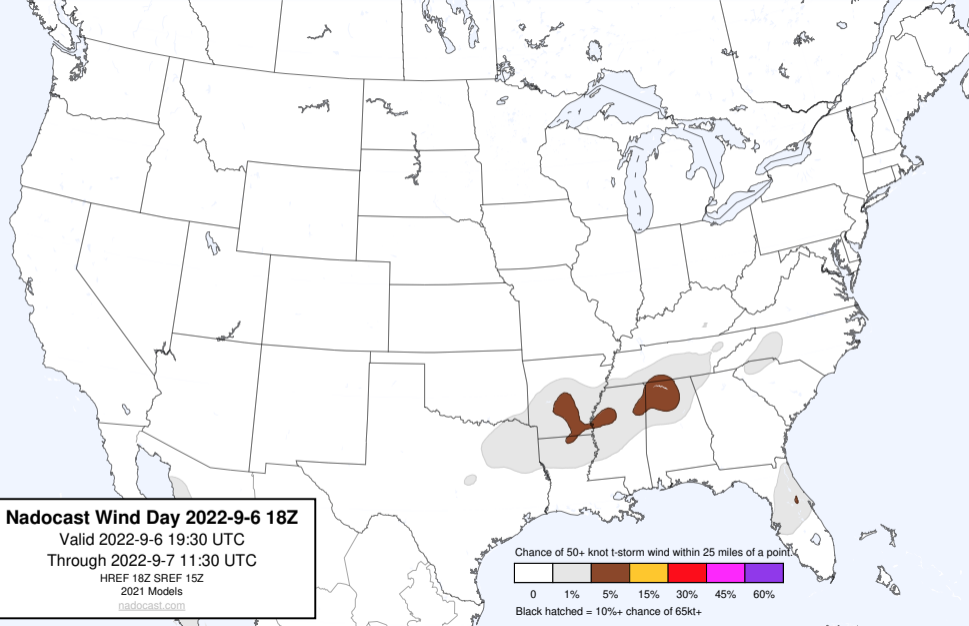 Nadocast Wind Day 2022-9-6 18Z
Valid 2022-9-6 19:30 UTC
Through 2022-9-7 11:30 UTC
HREF 18Z SREF 15Z
2021 Models
nadocast.com
Chance of 50+ knot t-storm wind within 25 miles of a point.
0 1% 5% 15% 30% 45% 60%
Black hatched = 10%+ chance of 65kt+